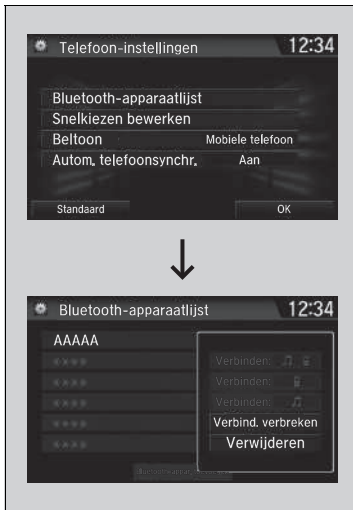 Telefoon-instellingen 12:34
Bluetooth-apparaatlijst
Snelkiezen bewerken
Beltoon Mobiele telefoon
Autom. telefoonsynchr. Aan
Standaard OK
Bluetooth-apparaatlijst 12:34
AAAAA
Verbinden:
Verbinden:
Verbinden:
Verbind. verbreken
Verwijderen